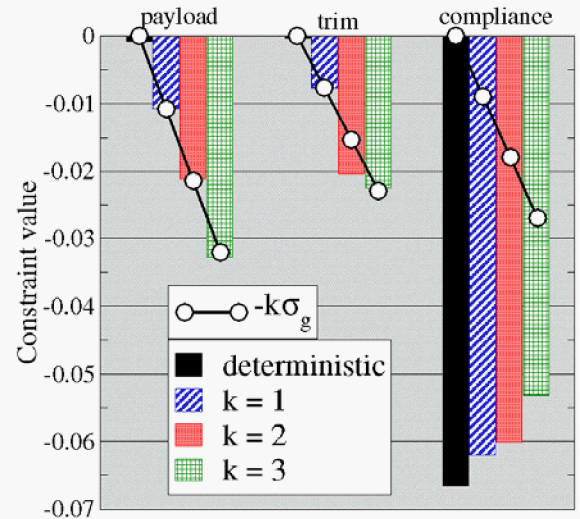 payload trim compliance
0
-0.01
-0.02
-0.03
-0.04
-0.05
-0.06
-0.07
Constraint value
-kσg
deterministic
k = 1
k = 2
k = 3